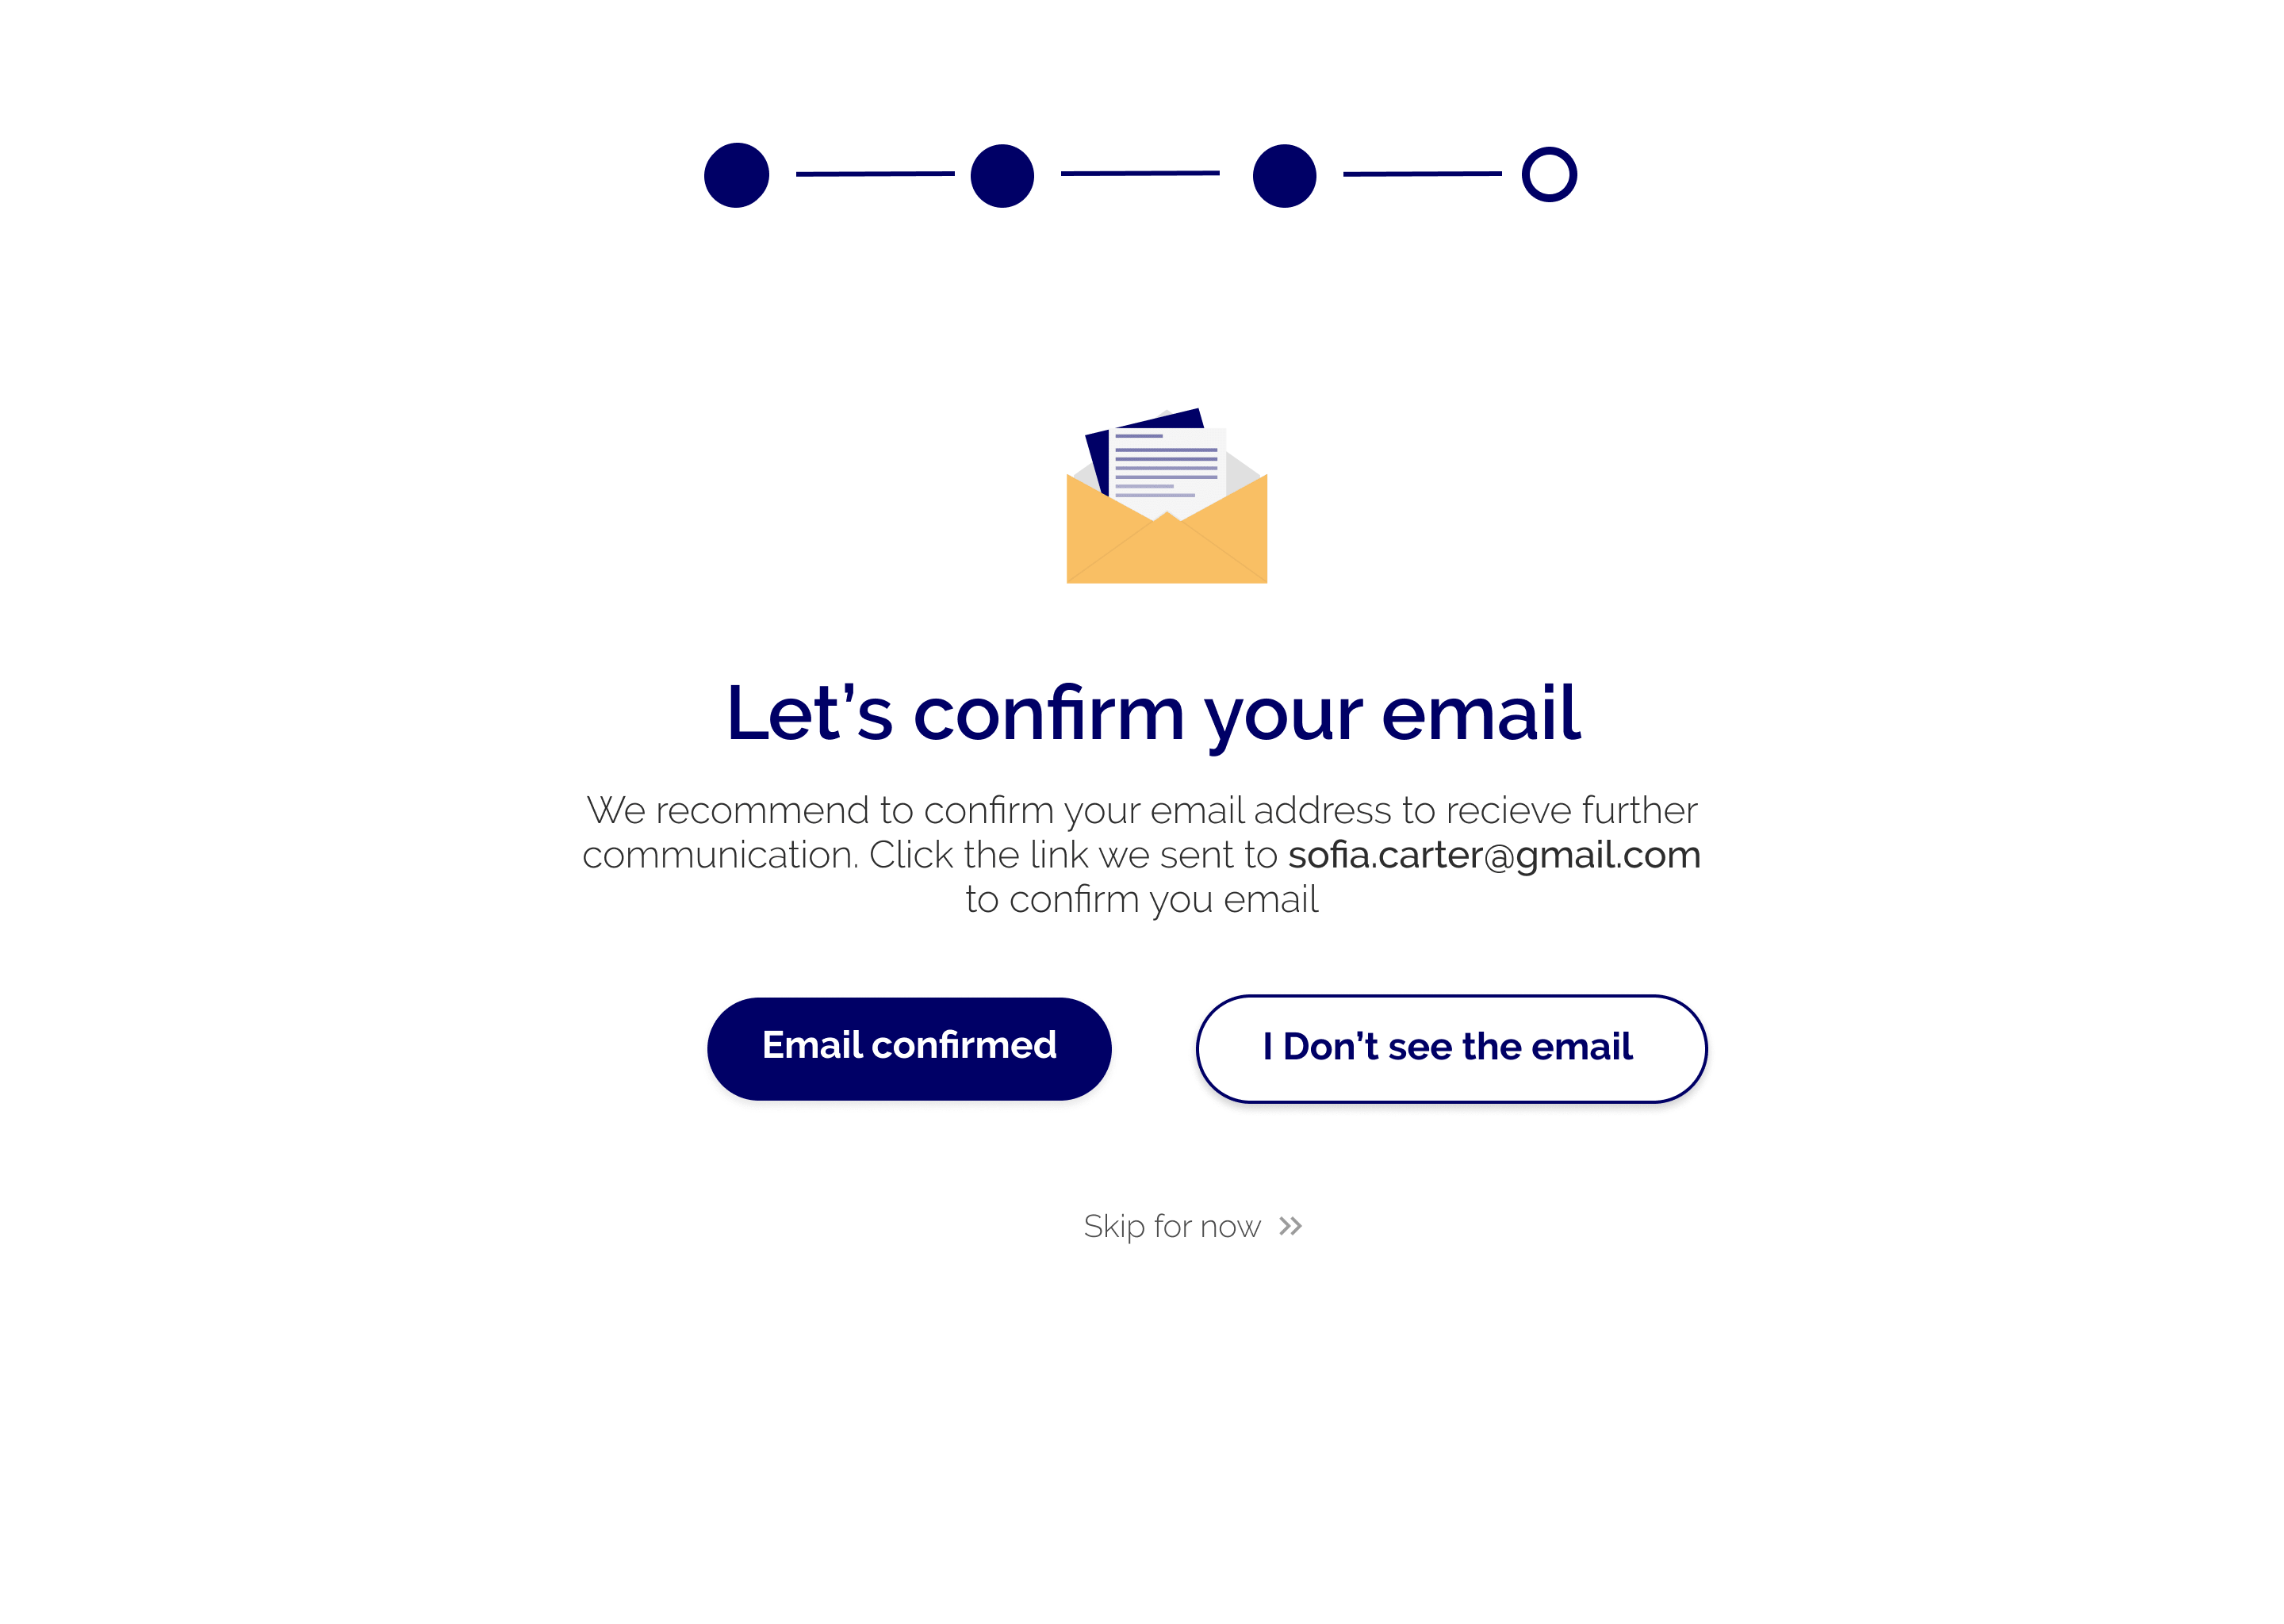 Let’s confirm your email
We recommend to confirm your email address to recieve further
communication. Click the link we sent to sofia.carter@gmail.com
to confirm you email
Email confirmed
I Don’t see the email
Skip for now